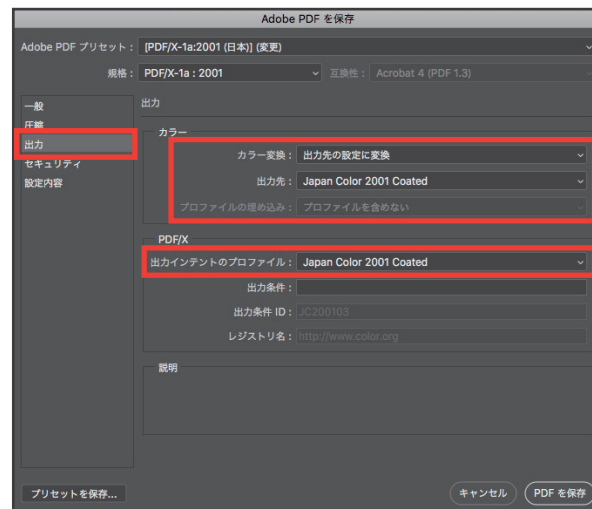 Adobe PDF を保存
Adobe PDF プリセット： [PDF/X-1a:2001 (日本)] (変更)
規格： PDF/X-1a : 2001 互換性： Acrobat 4 (PDF 1.3)
一般
圧縮
出力
セキュリティ
設定内容
出力
カラー
カラー変換： 出力先の設定に変換
出力先： Japan Color 2001 Coated
プロファイルの埋め込み： プロファイルを含めない
PDF/X
出力インテントのプロファイル： Japan Color 2001 Coated
出力条件：
出力条件 ID： JC200103
レジストリ名： http://www.color.org
説明
プリセットを保存... キャンセル PDF を保存